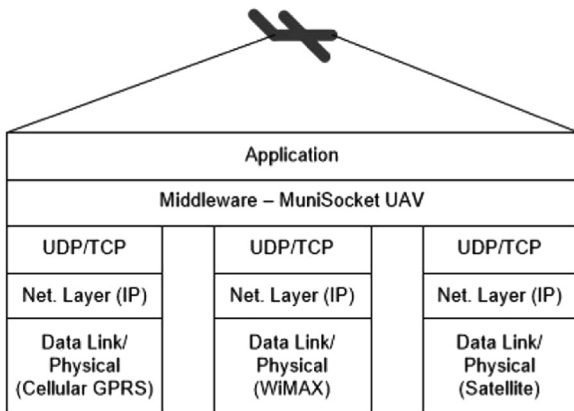 Application
Middleware – MuniSocket UAV
UDP/TCP
UDP/TCP
UDP/TCP
Net. Layer (IP)
Net. Layer (IP)
Net. Layer (IP)
Data Link/
Physical
(Cellular GPRS)
Data Link/
Physical
(WiMAX)
Data Link/
Physical
(Satellite)